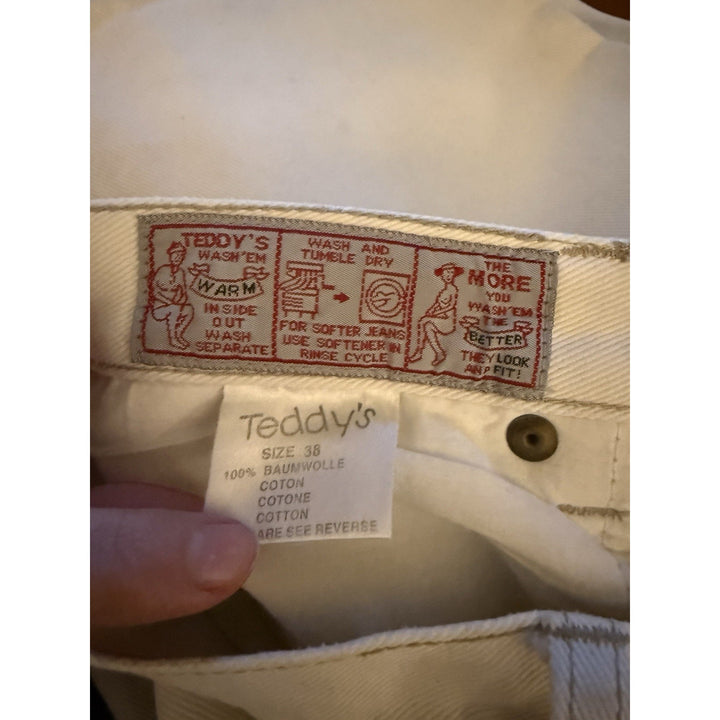 TEDDY'S
WASH'EM
WARM
INSIDE
OUT
WASH
SEPARATE
WASH AND
TUMBLE DRY
FOR SOFTER JEANS
USE SOFTENER IN
RINSE CYCLE
THE
MORE
YOU
WASH'EM
THE
BETTER
THEY LOOK
AND FIT!
Teddy's
SIZE 38
100% BAUMWOLLE
COTON
COTONE
COTTON
ARE SEE REVERSE